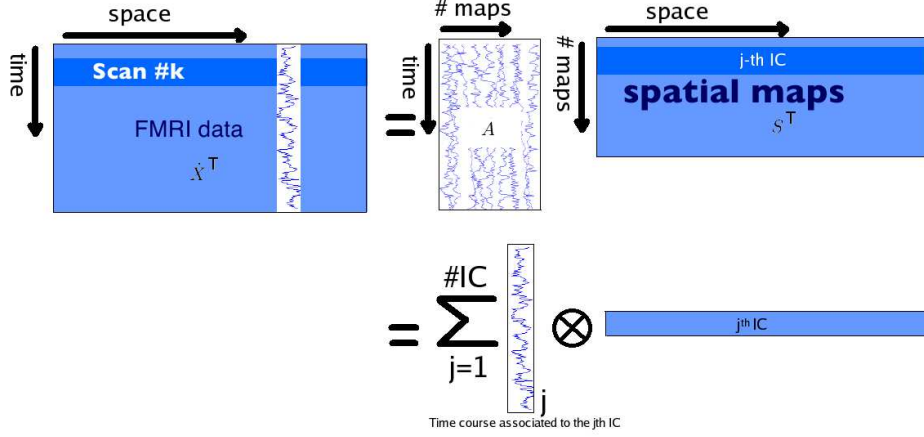 space
time
Scan #k
FMRI data
Ẋᵀ
=
# maps
time
A
space
# maps
j-th IC
spatial maps
Sᵀ
=
#IC
∑
j=1
j
⊗
jᵗʰ IC
Time course associated to the jth IC